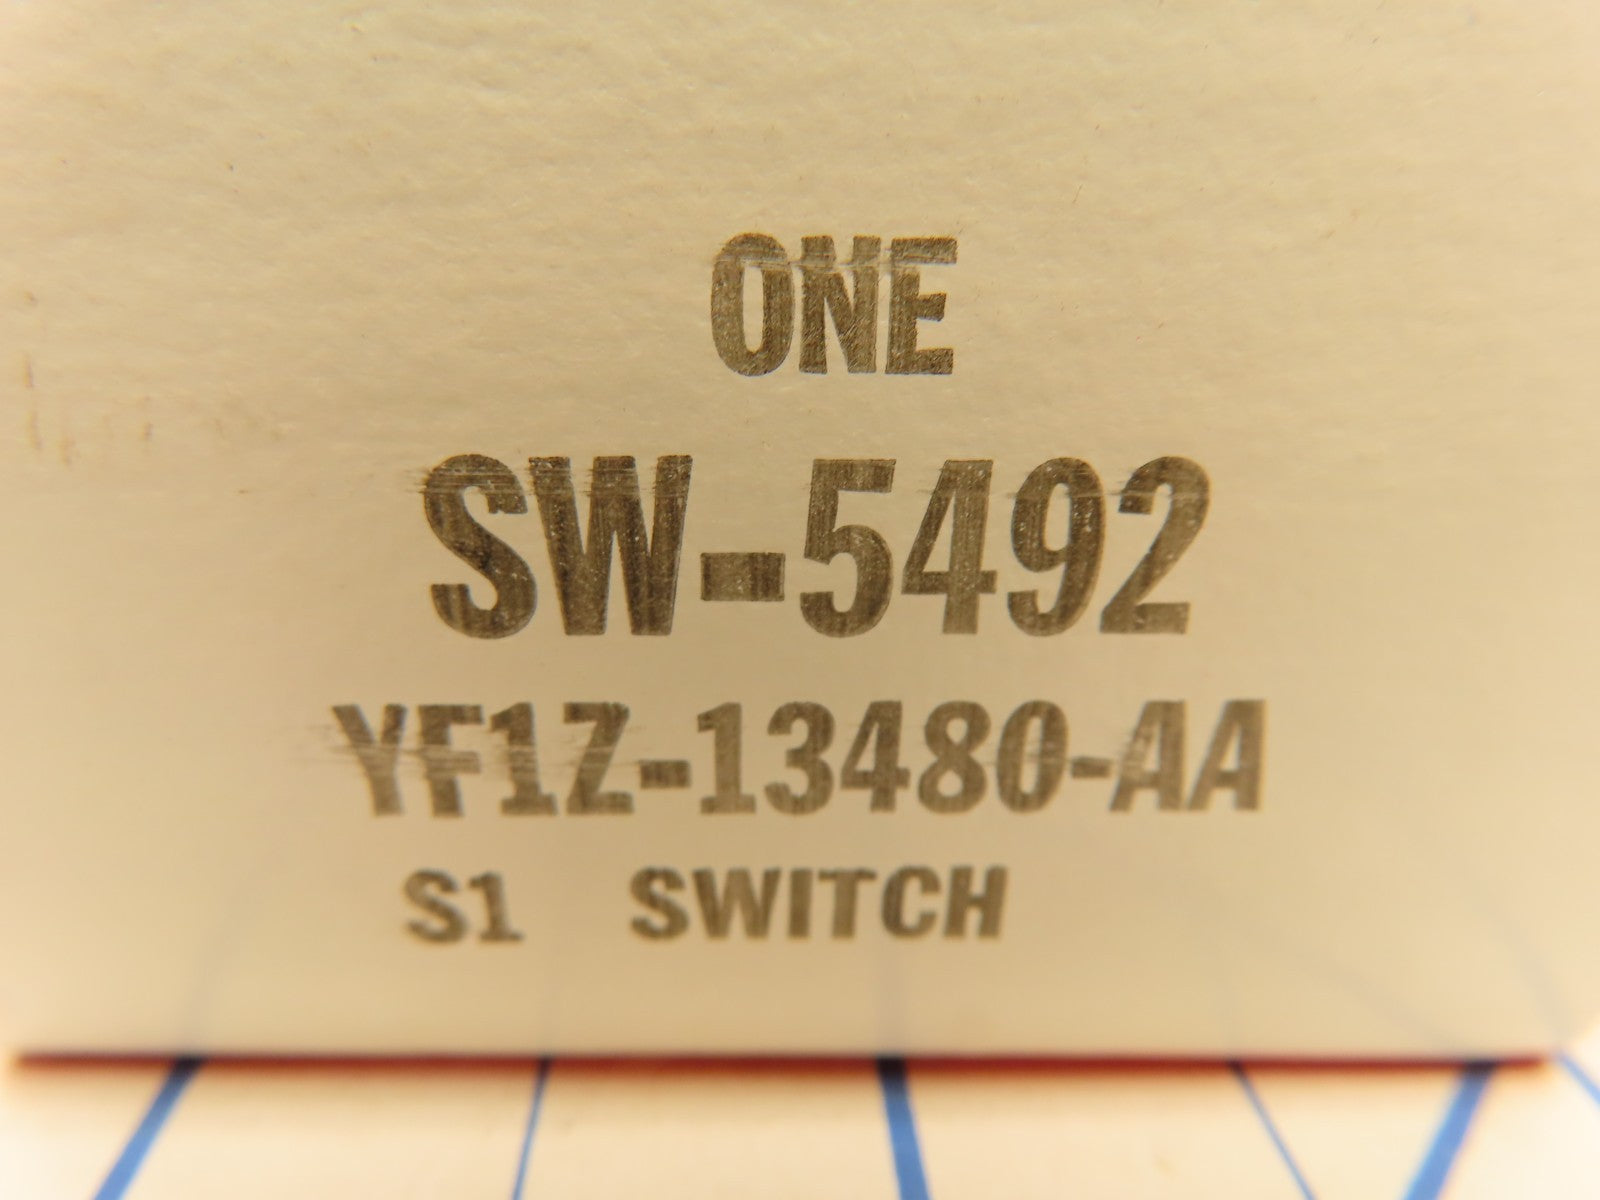 ONE
SW-5492
YF1Z-13480-AA
S1 SWITCH